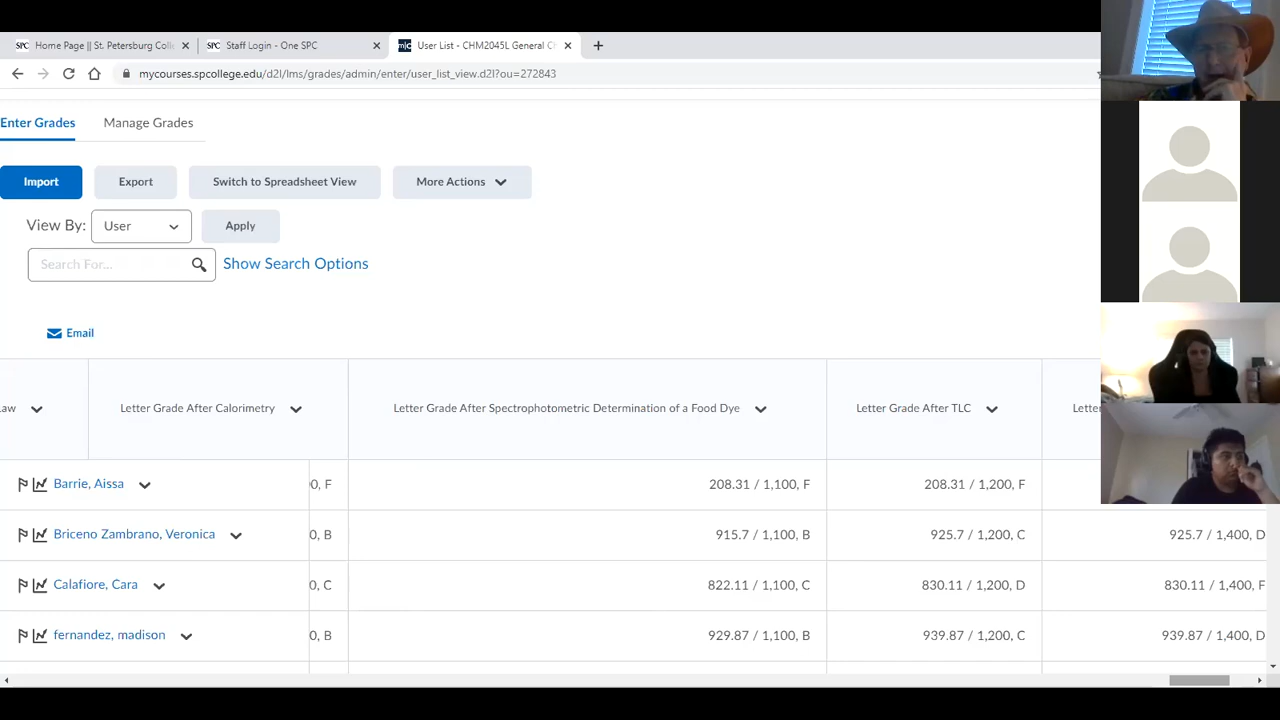 Home Page || St. Petersburg Coll
Staff Login - One SPC
User List - CHM2045L General Ch
mycourses.spcollege.edu/d2l/lms/grades/admin/enter/user_list_view.d2l?ou=272843
Enter Grades Manage Grades
Import Export Switch to Spreadsheet View More Actions
View By: User Apply
Search For... Show Search Options
Email
Law Letter Grade After Calorimetry Letter Grade After Spectrophotometric Determination of a Food Dye Letter Grade After TLC Lette
Barrie, Aissa 0, F 208.31 / 1,100, F 208.31 / 1,200, F
Briceno Zambrano, Veronica 0, B 915.7 / 1,100, B 925.7 / 1,200, C 925.7 / 1,400, D
Calafiore, Cara 0, C 822.11 / 1,100, C 830.11 / 1,200, D 830.11 / 1,400, F
fernandez, madison 0, B 929.87 / 1,100, B 939.87 / 1,200, C 939.87 / 1,400, D